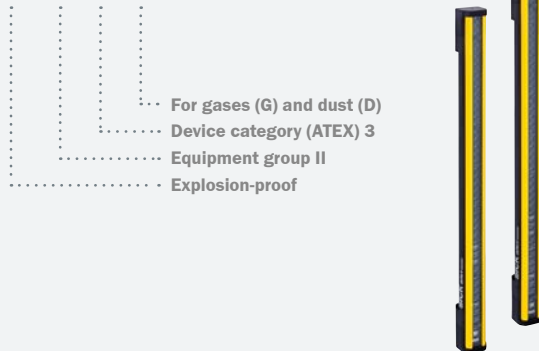 For gases (G) and dust (D)
Device category (ATEX) 3
Equipment group II
Explosion-proof